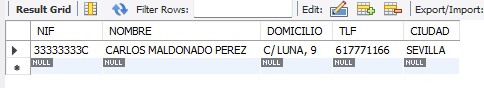 Result Grid Filter Rows: Edit: Export/Import:
NIF NOMBRE DOMICILIO TLF CIUDAD
33333333C CARLOS MALDONADO PEREZ C/LUNA, 9 617771166 SEVILLA
NULL NULL NULL NULL NULL